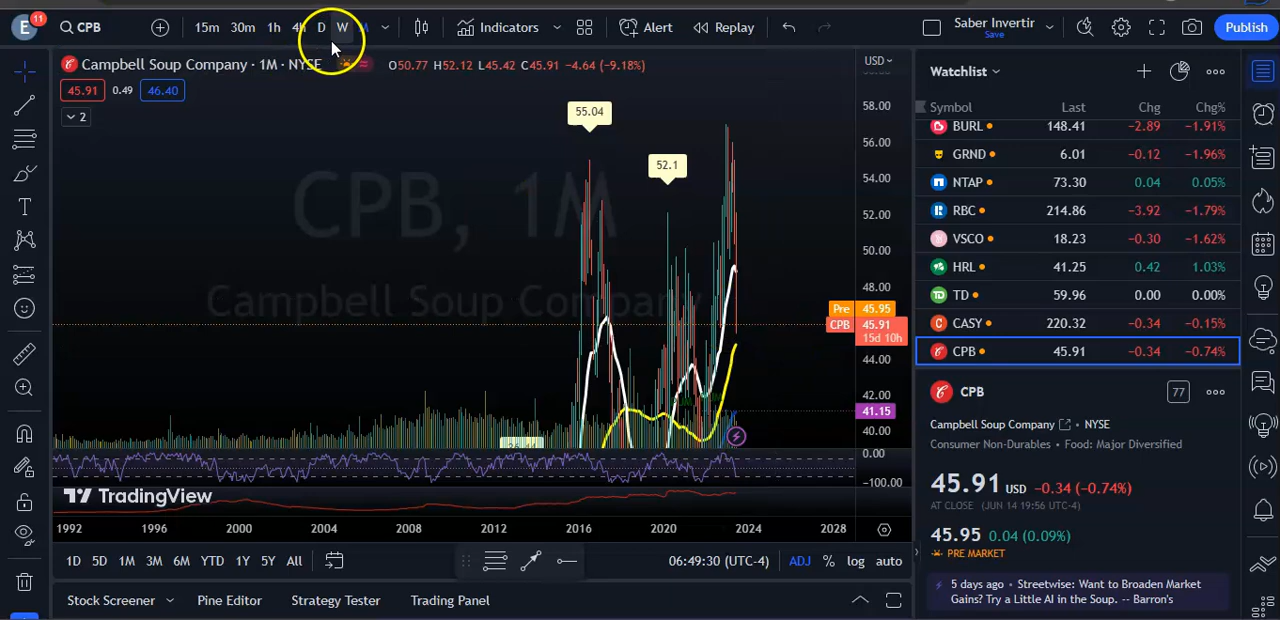 E 11 CPB 15m 30m 1h 4h D W M Indicators Alert Replay Saber Invertir Save Publish
Campbell Soup Company · 1M · NYSE O50.77 H52.12 L45.42 C45.91 −4.64 (−9.18%) USD
45.91 0.49 46.40
2
CPB, 1M
Campbell Soup Company
55.04
52.1
58.00
56.00
54.00
52.00
50.00
48.00
Pre 45.95
CPB 45.91
15d 10h
44.00
42.00
41.15
40.00
0.00
−100.00
TradingView
1992 1996 2000 2004 2008 2012 2016 2020 2024 2028
1D 5D 1M 3M 6M YTD 1Y 5Y All 06:49:30 (UTC-4) ADJ % log auto
Stock Screener Pine Editor Strategy Tester Trading Panel
Watchlist
Symbol Last Chg Chg%
BURL 148.41 −2.89 −1.91%
GRND 6.01 −0.12 −1.96%
NTAP 73.30 0.04 0.05%
RBC 214.86 −3.92 −1.79%
VSCO 18.23 −0.30 −1.62%
HRL 41.25 0.42 1.03%
TD 59.96 0.00 0.00%
CASY 220.32 −0.34 −0.15%
CPB 45.91 −0.34 −0.74%
CPB 77
Campbell Soup Company · NYSE
Consumer Non-Durables · Food: Major Diversified
45.91 USD −0.34 (−0.74%)
AT CLOSE (JUN 14 19:56 UTC-4)
45.95 0.04 (0.09%)
PRE MARKET
5 days ago · Streetwise: Want to Broaden Market
Gains? Try a Little AI in the Soup. -- Barron's